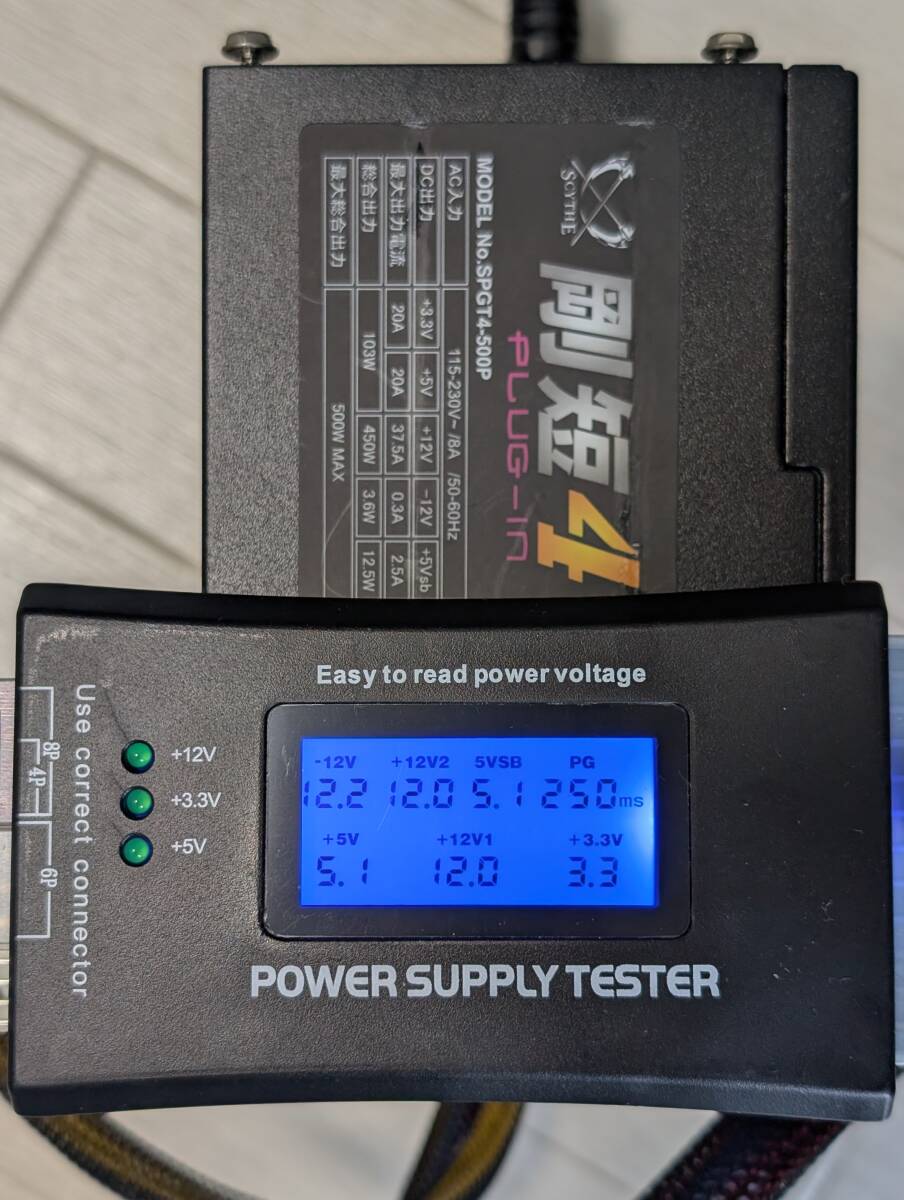 SCYTHE
剛短4
PLUG-IN
MODEL No.SPGT4-500P
AC入力 115-230V~ /8A /50-60Hz
DC出力 +3.3V +5V +12V -12V +5Vsb
最大出力電流 20A 20A 37.5A 0.3A 2.5A
総合出力 103W 450W 3.6W 12.5W
最大総合出力 500W MAX
Easy to read power voltage
Use correct connector
8P
4P
6P
+12V
+3.3V
+5V
-12V +12V2 5VSB PG
12.2 12.0 5.1 250ms
+5V +12V1 +3.3V
5.1 12.0 3.3
POWER SUPPLY TESTER